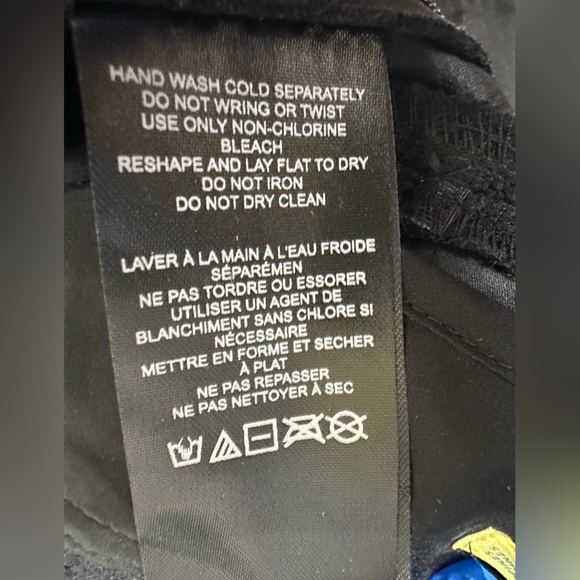 HAND WASH COLD SEPARATELY
DO NOT WRING OR TWIST
USE ONLY NON-CHLORINE
BLEACH
RESHAPE AND LAY FLAT TO DRY
DO NOT IRON
DO NOT DRY CLEAN
LAVER À LA MAIN À L'EAU FROIDE
SÉPARÉMEN
NE PAS TORDRE OU ESSORER
UTILISER UN AGENT DE
BLANCHIMENT SANS CHLORE SI
NÉCESSAIRE
METTRE EN FORME ET SECHER
À PLAT
NE PAS REPASSER
NE PAS NETTOYER À SEC